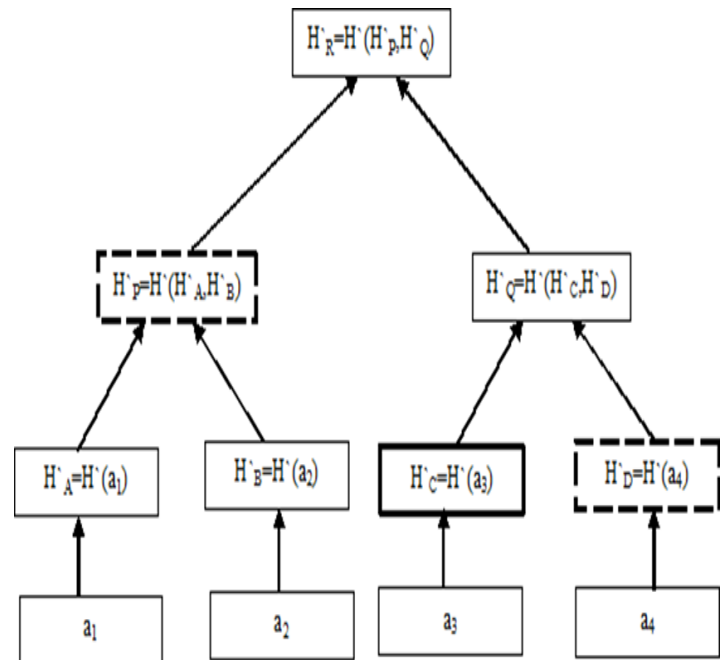 H`R=H`(H`P,H`Q)
H`P=H`(H`A,H`B)
H`Q=H`(H`C,H`D)
H`A=H`(a1)
H`B=H`(a2)
H`C=H`(a3)
H`D=H`(a4)
a1
a2
a3
a4